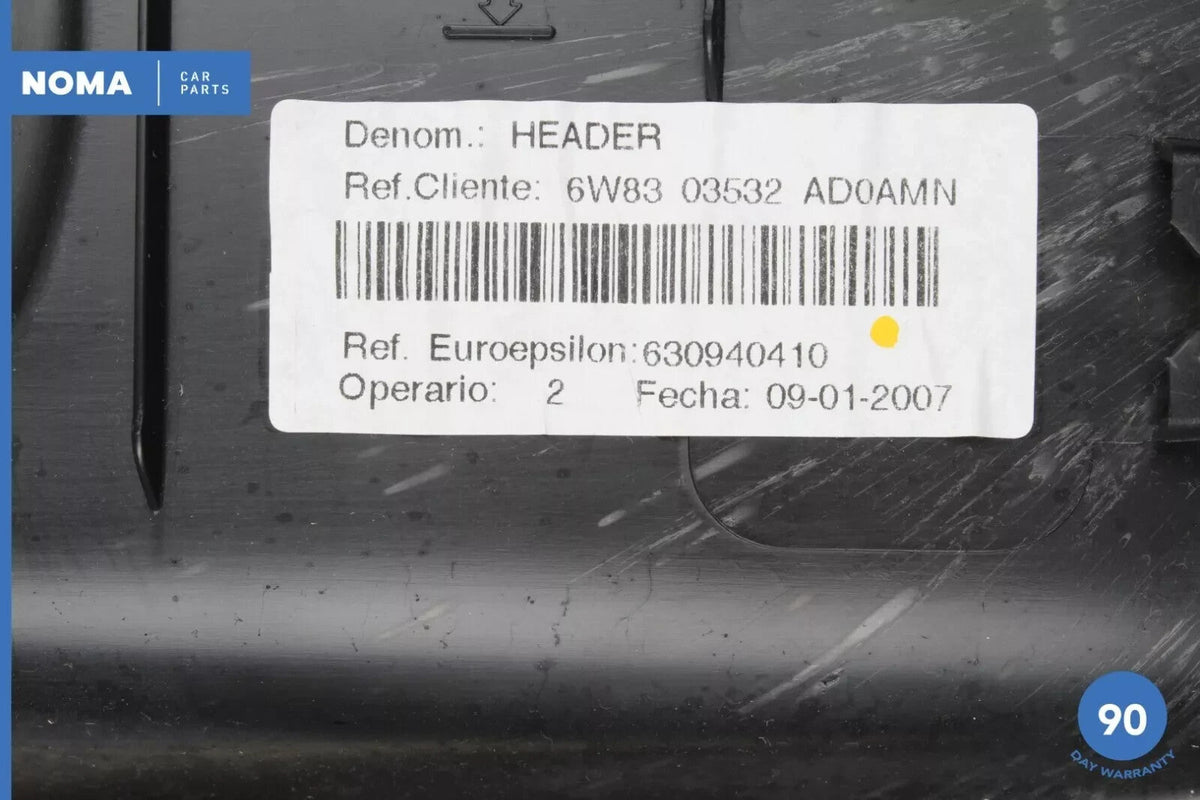 NOMA
CAR
PARTS
Denom.: HEADER
Ref.Cliente: 6W83 03532 AD0AMN
Ref. Euroepsilon:630940410
Operario: 2 Fecha: 09-01-2007
90
DAY WARRANTY